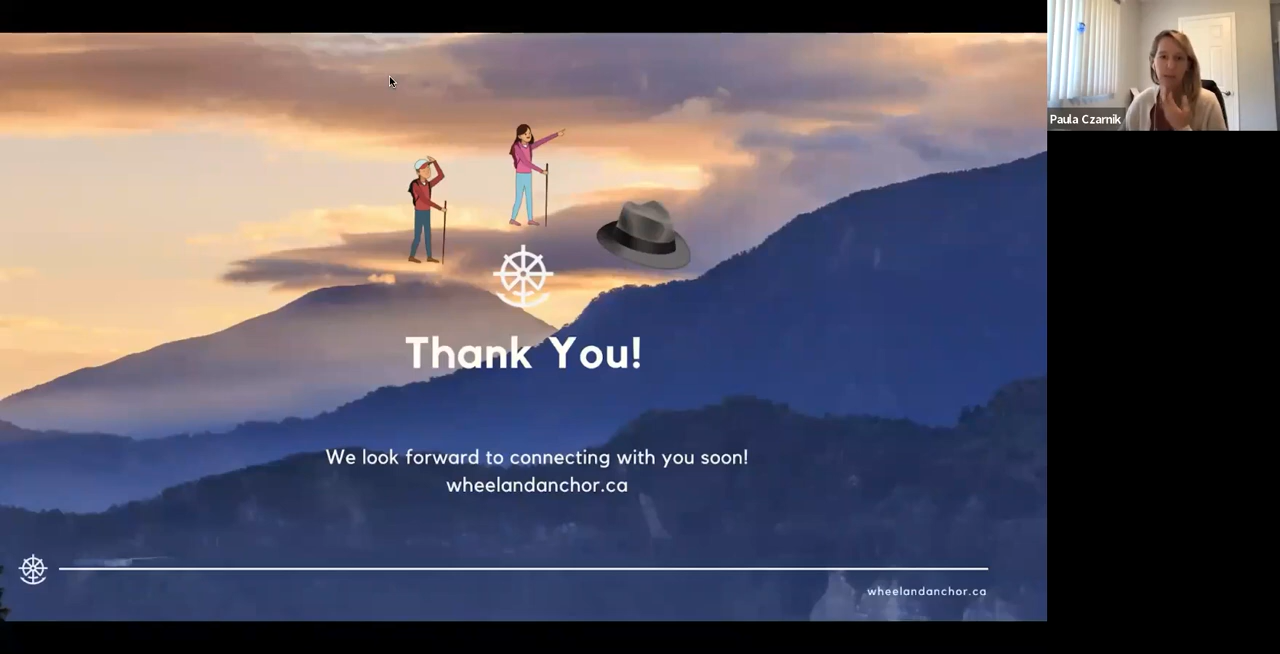 Paula Czarnik
Thank You!
We look forward to connecting with you soon!
wheelandanchor.ca
wheelandanchor.ca